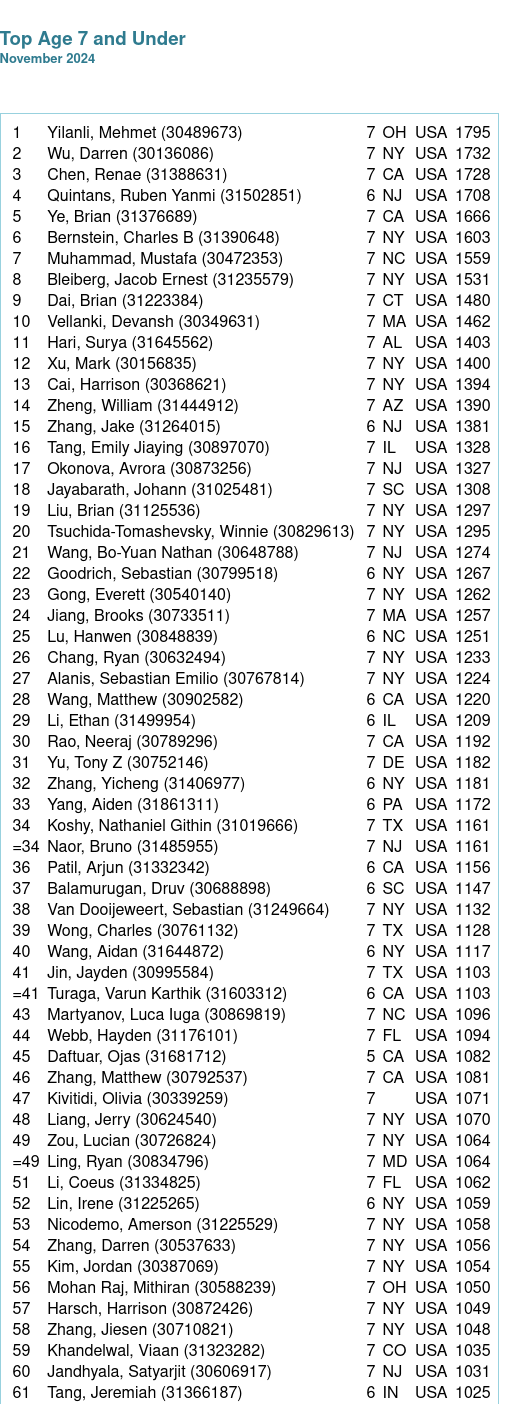 Top Age 7 and Under
November 2024
1 Yilanli, Mehmet (30489673) 7 OH USA 1795
2 Wu, Darren (30136086) 7 NY USA 1732
3 Chen, Renae (31388631) 7 CA USA 1728
4 Quintans, Ruben Yanmi (31502851) 6 NJ USA 1708
5 Ye, Brian (31376689) 7 CA USA 1666
6 Bernstein, Charles B (31390648) 7 NY USA 1603
7 Muhammad, Mustafa (30472353) 7 NC USA 1559
8 Bleiberg, Jacob Ernest (31235579) 7 NY USA 1531
9 Dai, Brian (31223384) 7 CT USA 1480
10 Vellanki, Devansh (30349631) 7 MA USA 1462
11 Hari, Surya (31645562) 7 AL USA 1403
12 Xu, Mark (30156835) 7 NY USA 1400
13 Cai, Harrison (30368621) 7 NY USA 1394
14 Zheng, William (31444912) 7 AZ USA 1390
15 Zhang, Jake (31264015) 6 NJ USA 1381
16 Tang, Emily Jiaying (30897070) 7 IL USA 1328
17 Okonova, Avrora (30873256) 7 NJ USA 1327
18 Jayabarath, Johann (31025481) 7 SC USA 1308
19 Liu, Brian (31125536) 7 NY USA 1297
20 Tsuchida-Tomashevsky, Winnie (30829613) 7 NY USA 1295
21 Wang, Bo-Yuan Nathan (30648788) 7 NJ USA 1274
22 Goodrich, Sebastian (30799518) 6 NY USA 1267
23 Gong, Everett (30540140) 7 NY USA 1262
24 Jiang, Brooks (30733511) 7 MA USA 1257
25 Lu, Hanwen (30848839) 6 NC USA 1251
26 Chang, Ryan (30632494) 7 NY USA 1233
27 Alanis, Sebastian Emilio (30767814) 7 NY USA 1224
28 Wang, Matthew (30902582) 6 CA USA 1220
29 Li, Ethan (31499954) 6 IL USA 1209
30 Rao, Neeraj (30789296) 7 CA USA 1192
31 Yu, Tony Z (30752146) 7 DE USA 1182
32 Zhang, Yicheng (31406977) 6 NY USA 1181
33 Yang, Aiden (31861311) 6 PA USA 1172
34 Koshy, Nathaniel Githin (31019666) 7 TX USA 1161
=34 Naor, Bruno (31485955) 7 NJ USA 1161
36 Patil, Arjun (31332342) 6 CA USA 1156
37 Balamurugan, Druv (30688898) 6 SC USA 1147
38 Van Dooijeweert, Sebastian (31249664) 7 NY USA 1132
39 Wong, Charles (30761132) 7 TX USA 1128
40 Wang, Aidan (31644872) 6 NY USA 1117
41 Jin, Jayden (30995584) 7 TX USA 1103
=41 Turaga, Varun Karthik (31603312) 6 CA USA 1103
43 Martyanov, Luca Iuga (30869819) 7 NC USA 1096
44 Webb, Hayden (31176101) 7 FL USA 1094
45 Daftuar, Ojas (31681712) 5 CA USA 1082
46 Zhang, Matthew (30792537) 7 CA USA 1081
47 Kivitidi, Olivia (30339259) 7 USA 1071
48 Liang, Jerry (30624540) 7 NY USA 1070
49 Zou, Lucian (30726824) 7 NY USA 1064
=49 Ling, Ryan (30834796) 7 MD USA 1064
51 Li, Coeus (31334825) 7 FL USA 1062
52 Lin, Irene (31225265) 6 NY USA 1059
53 Nicodemo, Amerson (31225529) 7 NY USA 1058
54 Zhang, Darren (30537633) 7 NY USA 1056
55 Kim, Jordan (30387069) 7 NY USA 1054
56 Mohan Raj, Mithiran (30588239) 7 OH USA 1050
57 Harsch, Harrison (30872426) 7 NY USA 1049
58 Zhang, Jiesen (30710821) 7 NY USA 1048
59 Khandelwal, Viaan (31323282) 7 CO USA 1035
60 Jandhyala, Satyarjit (30606917) 7 NJ USA 1031
61 Tang, Jeremiah (31366187) 6 IN USA 1025